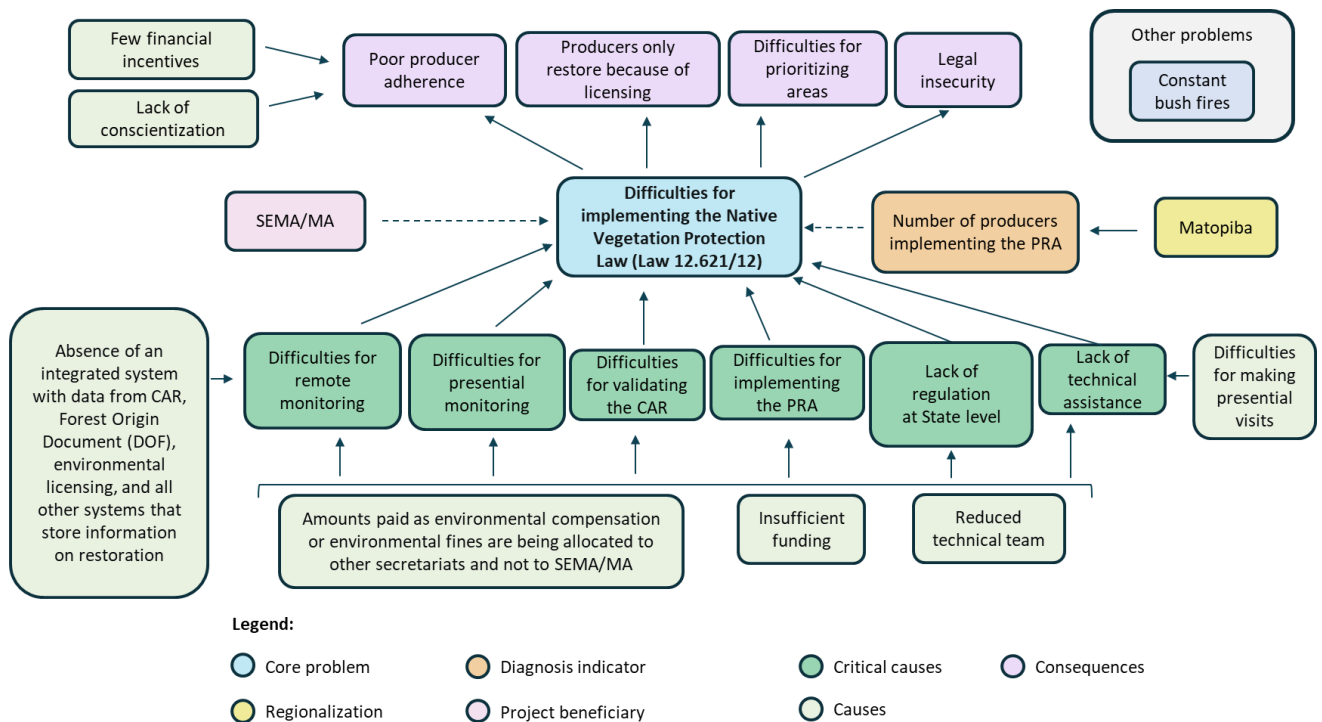 Few financial
incentives
Lack of
conscientization
Poor producer
adherence
Producers only
restore because of
licensing
Difficulties for
prioritizing
areas
Legal
insecurity
Other problems
Constant
bush fires
SEMA/MA
Difficulties for
implementing the Native
Vegetation Protection
Law (Law 12.621/12)
Number of producers
implementing the PRA
Matopiba
Absence of an
integrated system
with data from CAR,
Forest Origin
Document (DOF),
environmental
licensing, and all
other systems that
store information
on restoration
Difficulties for
remote
monitoring
Difficulties for
presential
monitoring
Difficulties
for validating
the CAR
Difficulties for
implementing
the PRA
Lack of
regulation
at State level
Lack of
technical
assistance
Difficulties
for making
presential
visits
Amounts paid as environmental compensation
or environmental fines are being allocated to
other secretariats and not to SEMA/MA
Insufficient
funding
Reduced
technical team
Legend:
Core problem
Diagnosis indicator
Critical causes
Consequences
Regionalization
Project beneficiary
Causes